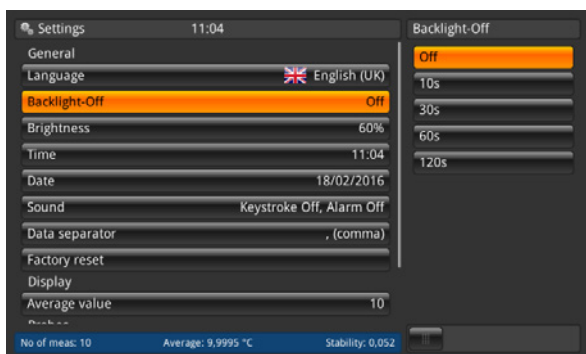 Settings 11:04
General
Language English (UK)
Backlight-Off Off
Brightness 60%
Time 11:04
Date 18/02/2016
Sound Keystroke Off, Alarm Off
Data separator , (comma)
Factory reset
Display
Average value 10
No of meas: 10 Average: 9,9995 °C Stability: 0,052
Backlight-Off
Off
10s
30s
60s
120s